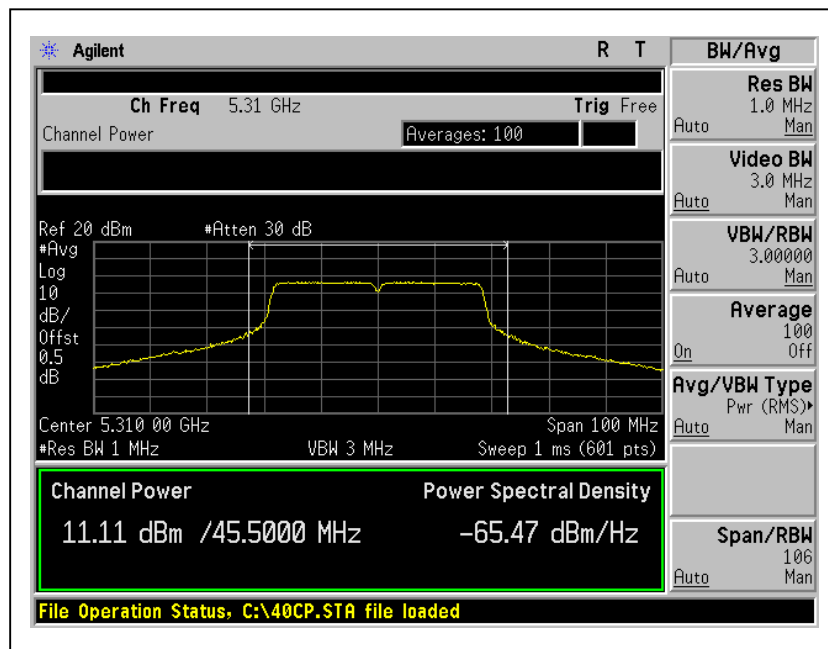 Agilent
R T
Ch Freq 5.31 GHz
Trig Free
Channel Power
Averages: 100
Ref 20 dBm
#Atten 30 dB
#Avg
Log
10
dB/
Offst
0.5
dB
Center 5.310 00 GHz
Span 100 MHz
#Res BW 1 MHz
VBW 3 MHz
Sweep 1 ms (601 pts)
Channel Power
Power Spectral Density
11.11 dBm /45.5000 MHz
-65.47 dBm/Hz
File Operation Status, C:\40CP.STA file loaded
BW/Avg
Res BW
1.0 MHz
Auto Man
Video BW
3.0 MHz
Auto Man
VBW/RBW
3.00000
Auto Man
Average
100
On Off
Avg/VBW Type
Pwr (RMS)▸
Auto Man
Span/RBW
106
Auto Man